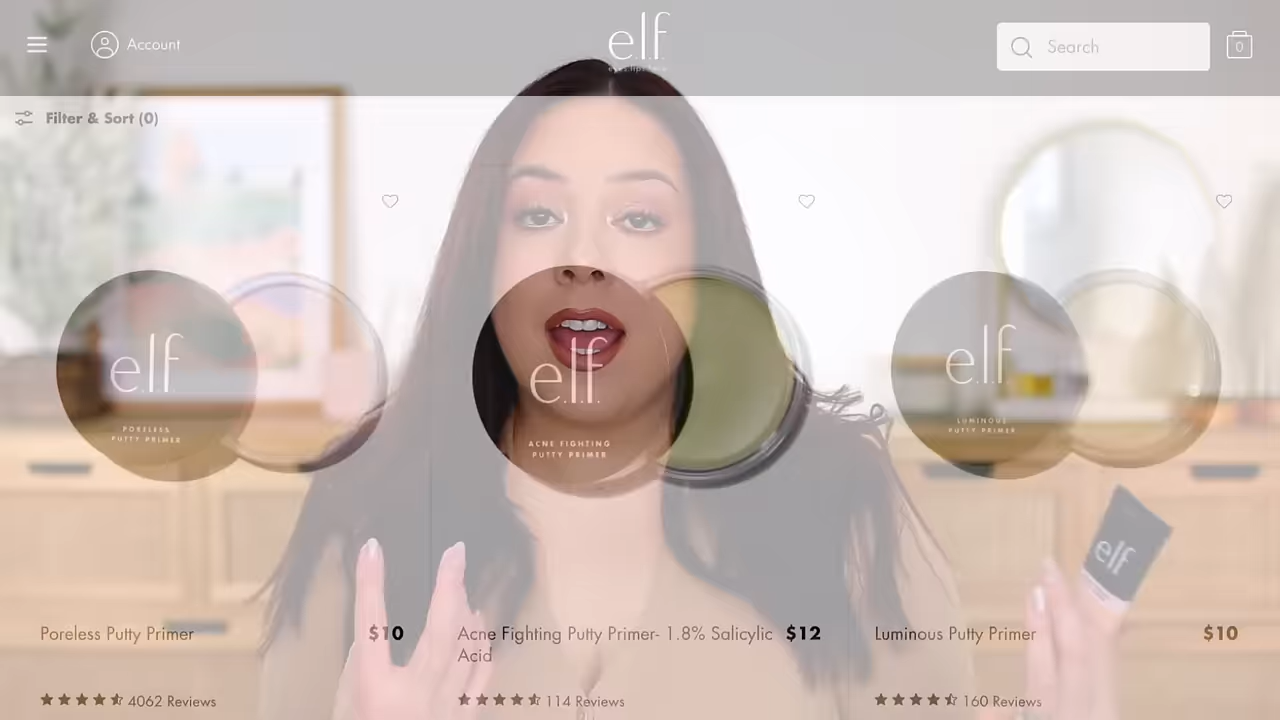 Account
e.l.f.
Search
0
Filter & Sort (0)
e.l.f.
PORELESS
PUTTY PRIMER
e.l.f.
ACNE FIGHTING
PUTTY PRIMER
e.l.f.
LUMINOUS
PUTTY PRIMER
elf
Poreless Putty Primer $10
Acne Fighting Putty Primer- 1.8% Salicylic Acid $12
Luminous Putty Primer $10
4062 Reviews
114 Reviews
160 Reviews